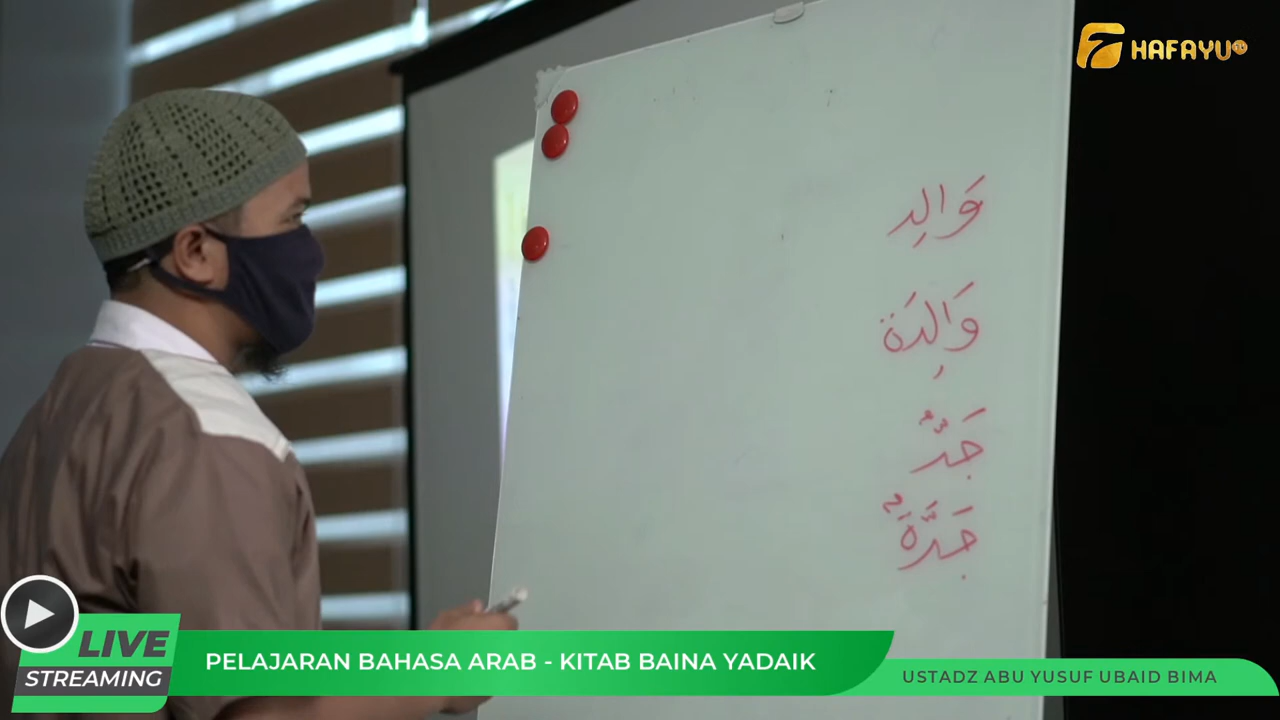 HAFAYU
وَالِد
وَالِدَة
جَدٌّ
جَدَّةٌ
LIVE
STREAMING
PELAJARAN BAHASA ARAB - KITAB BAINA YADAIK
USTADZ ABU YUSUF UBAID BIMA